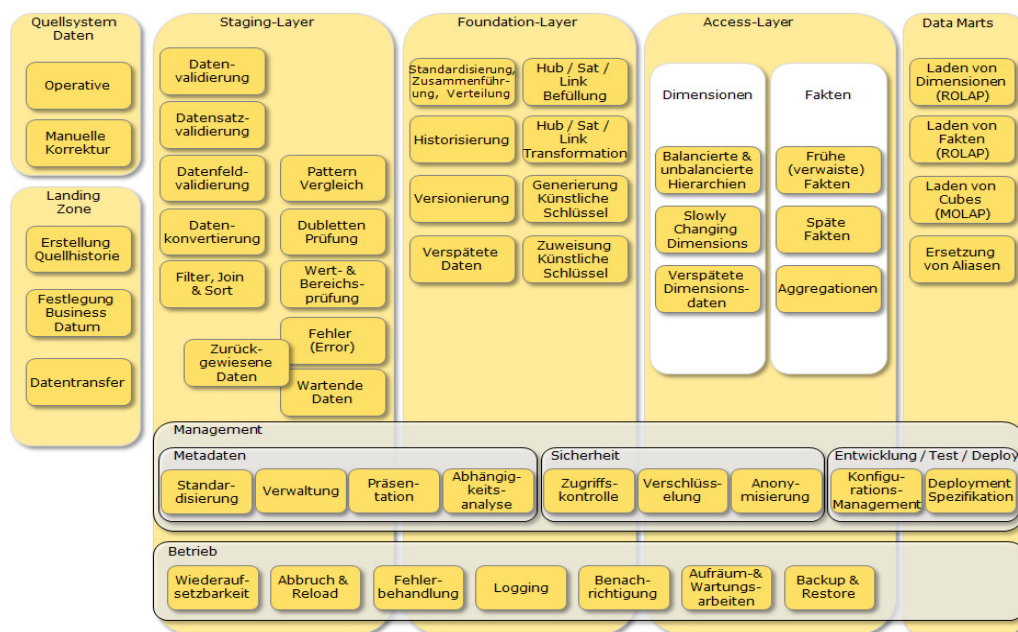 Quellsystem
Daten
Operative
Manuelle
Korrektur
Landing
Zone
Erstellung
Quellhistorie
Festlegung
Business
Datum
Datentransfer
Staging-Layer
Daten-
validierung
Datensatz-
validierung
Datenfeld-
validierung
Daten-
konvertierung
Filter, Join
& Sort
Pattern
Vergleich
Dubletten
Prüfung
Wert- &
Bereichs-
prüfung
Fehler
(Error)
Zurück-
gewiesene
Daten
Wartende
Daten
Foundation-Layer
Standardisierung,
Zusammenfüh-
rung, Verteilung
Historisierung
Versionierung
Verspätete
Daten
Hub / Sat /
Link
Befüllung
Hub / Sat /
Link
Transformation
Generierung
Künstliche
Schlüssel
Zuweisung
Künstliche
Schlüssel
Access-Layer
Dimensionen
Balancierte &
unbalancierte
Hierarchien
Slowly
Changing
Dimensions
Verspätete
Dimensions-
daten
Fakten
Frühe
(verwaiste)
Fakten
Späte
Fakten
Aggregationen
Data Marts
Laden von
Dimensionen
(ROLAP)
Laden von
Fakten
(ROLAP)
Laden von
Cubes
(MOLAP)
Ersetzung
von Aliasen
Management
Metadaten
Standar-
disierung
Verwaltung
Präsen-
tation
Abhängig-
keits-
analyse
Sicherheit
Zugriffs-
kontrolle
Verschlüs-
selung
Anony-
misierung
Entwicklung / Test / Deploy
Konfigu-
rations-
Management
Deployment
Spezifikation
Betrieb
Wiederauf-
setzbarkeit
Abbruch &
Reload
Fehler-
behandlung
Logging
Benach-
richtigung
Aufräum-&
Wartungs-
arbeiten
Backup &
Restore